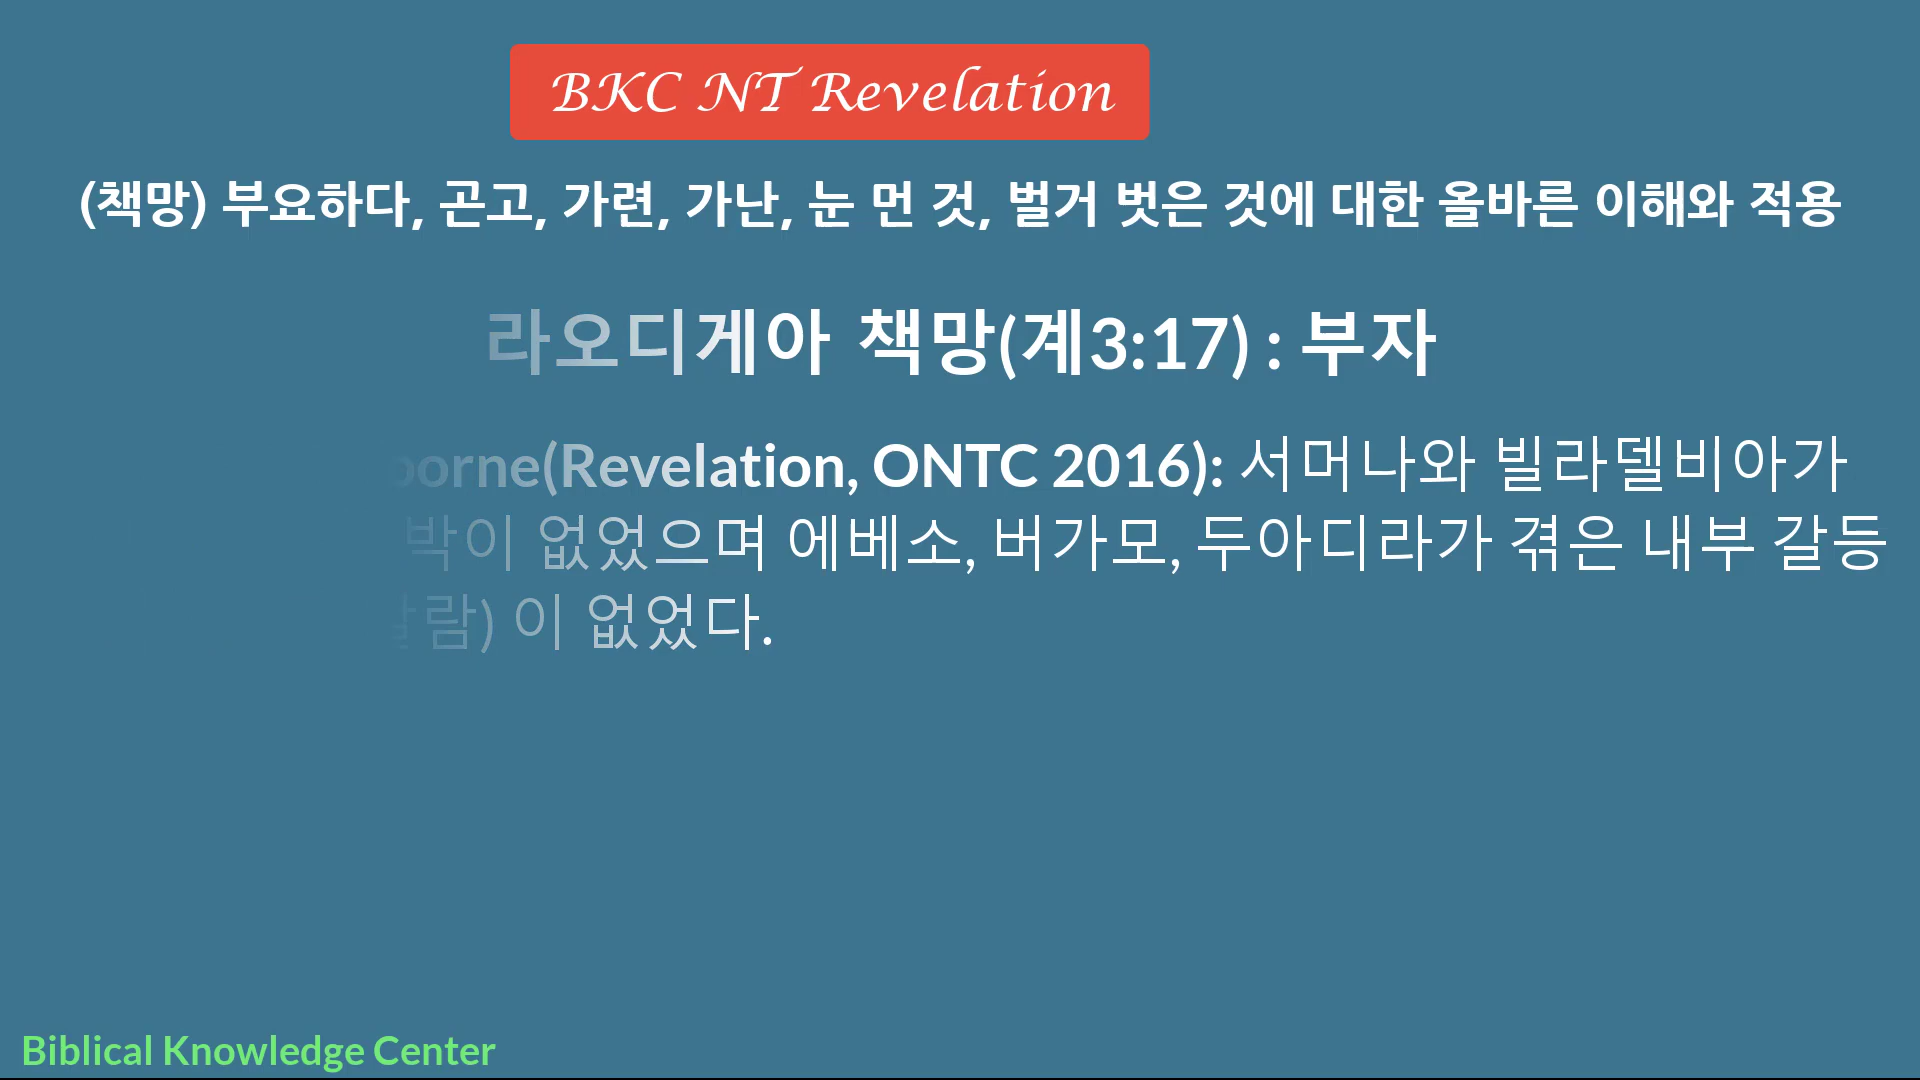 BKC NT Revelation
(책망) 부요하다, 곤고, 가련, 가난, 눈 먼 것, 벌거 벗은 것에 대한 올바른 이해와 적용
라오디게아 책망(계3:17) : 부자
(Revelation, ONTC 2016): 서머나와 빌라델비아가
없었으며 에베소, 버가모, 두아디라가 겪은 내부 갈등
이 없었다.
Biblical Knowledge Center